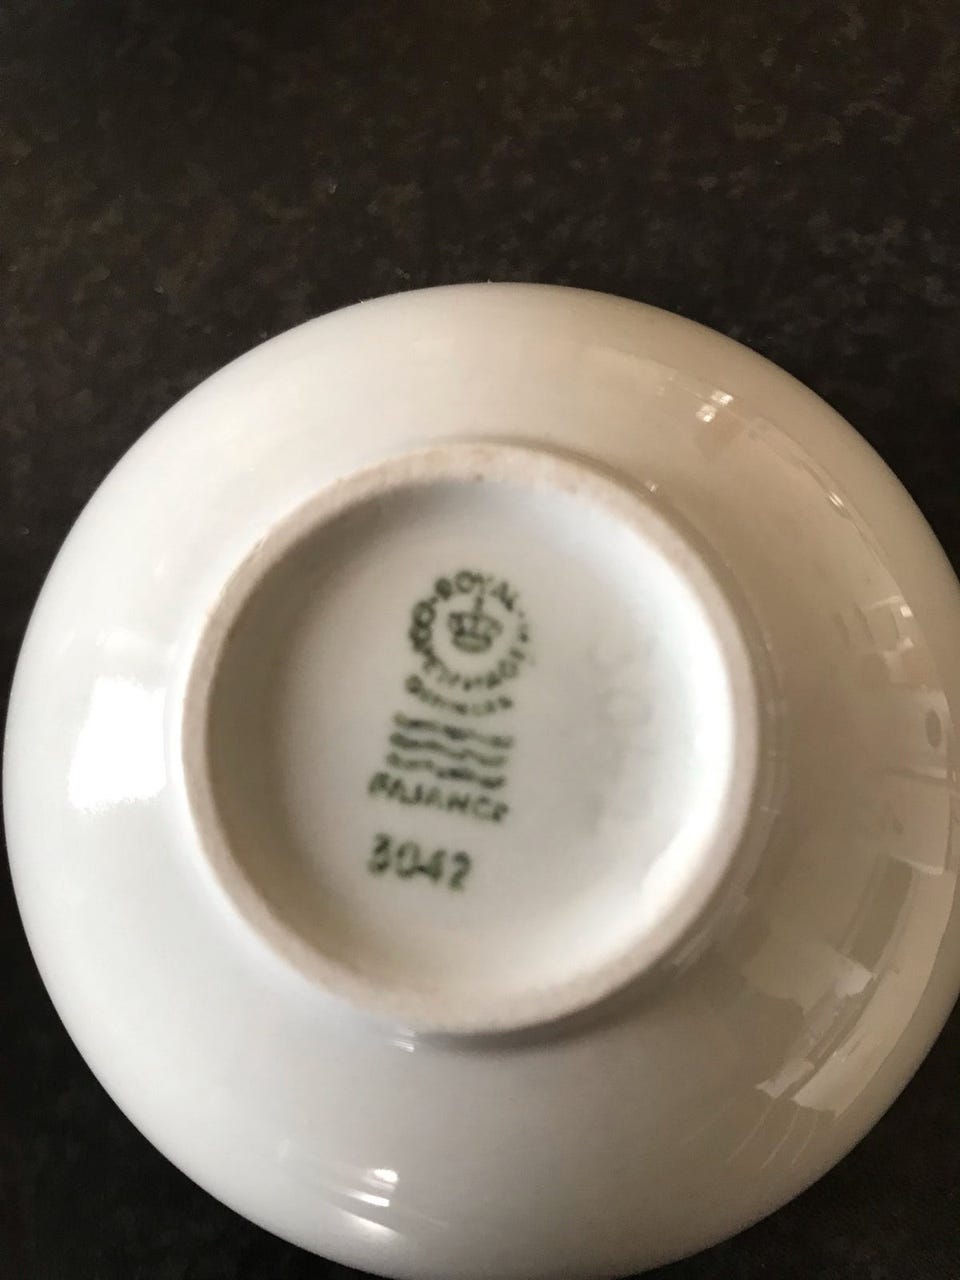 ROYAL COPENHAGEN
DENMARK
FAJANCE
3042